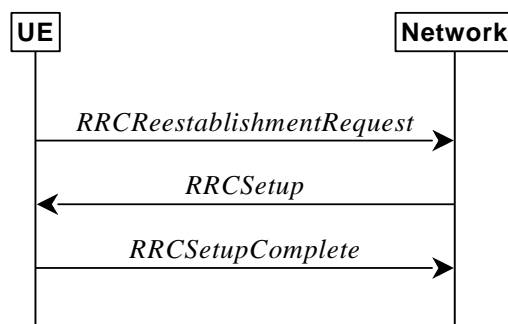 UE
Network
RRCReestablishmentRequest
RRCSetup
RRCSetupComplete